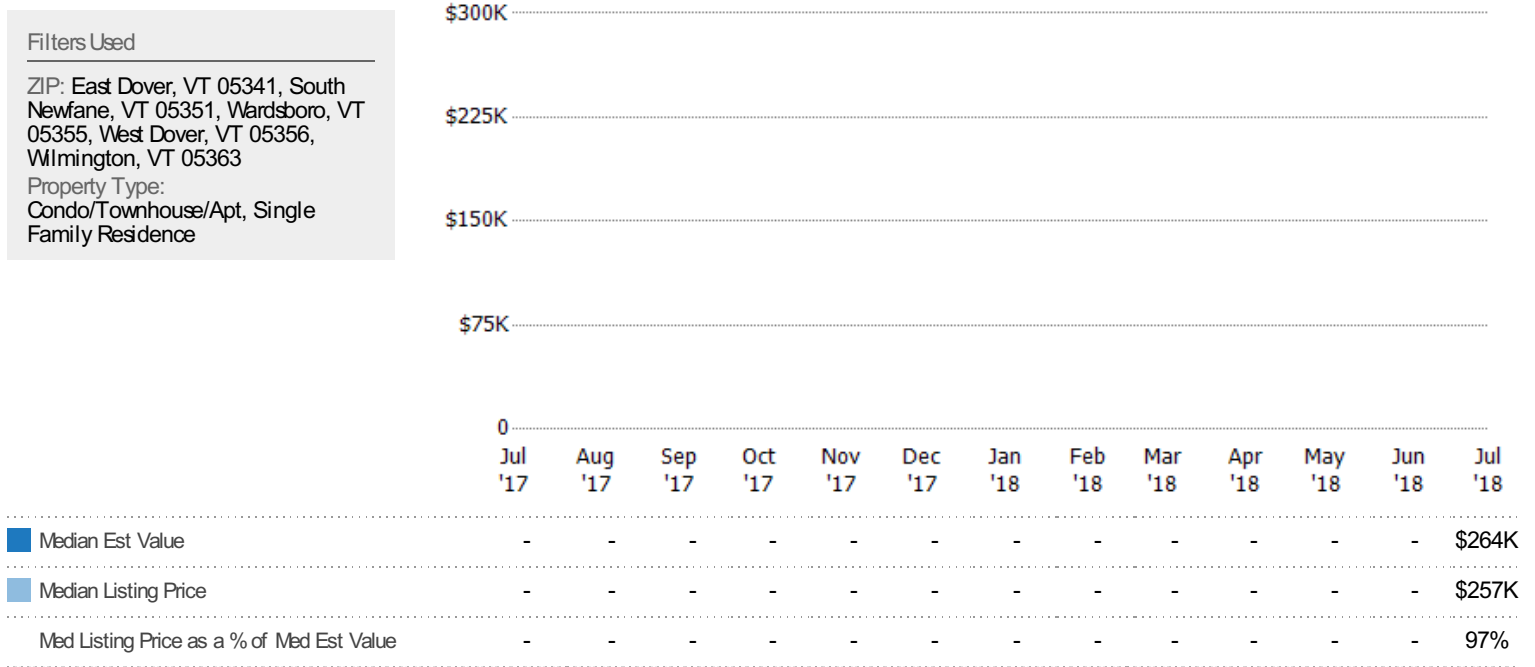 Filters Used
ZIP: East Dover, VT 05341, South
Newfane, VT 05351, Wardsboro, VT
05355, West Dover, VT 05356,
Wilmington, VT 05363
Property Type:
Condo/Townhouse/Apt, Single
Family Residence
$300K
$225K
$150K
$75K
0
Jul Aug Sep Oct Nov Dec Jan Feb Mar Apr May Jun Jul
'17 '17 '17 '17 '17 '17 '18 '18 '18 '18 '18 '18 '18
Median Est Value - - - - - - - - - - - - $264K
Median Listing Price - - - - - - - - - - - - $257K
Med Listing Price as a % of Med Est Value - - - - - - - - - - - - 97%